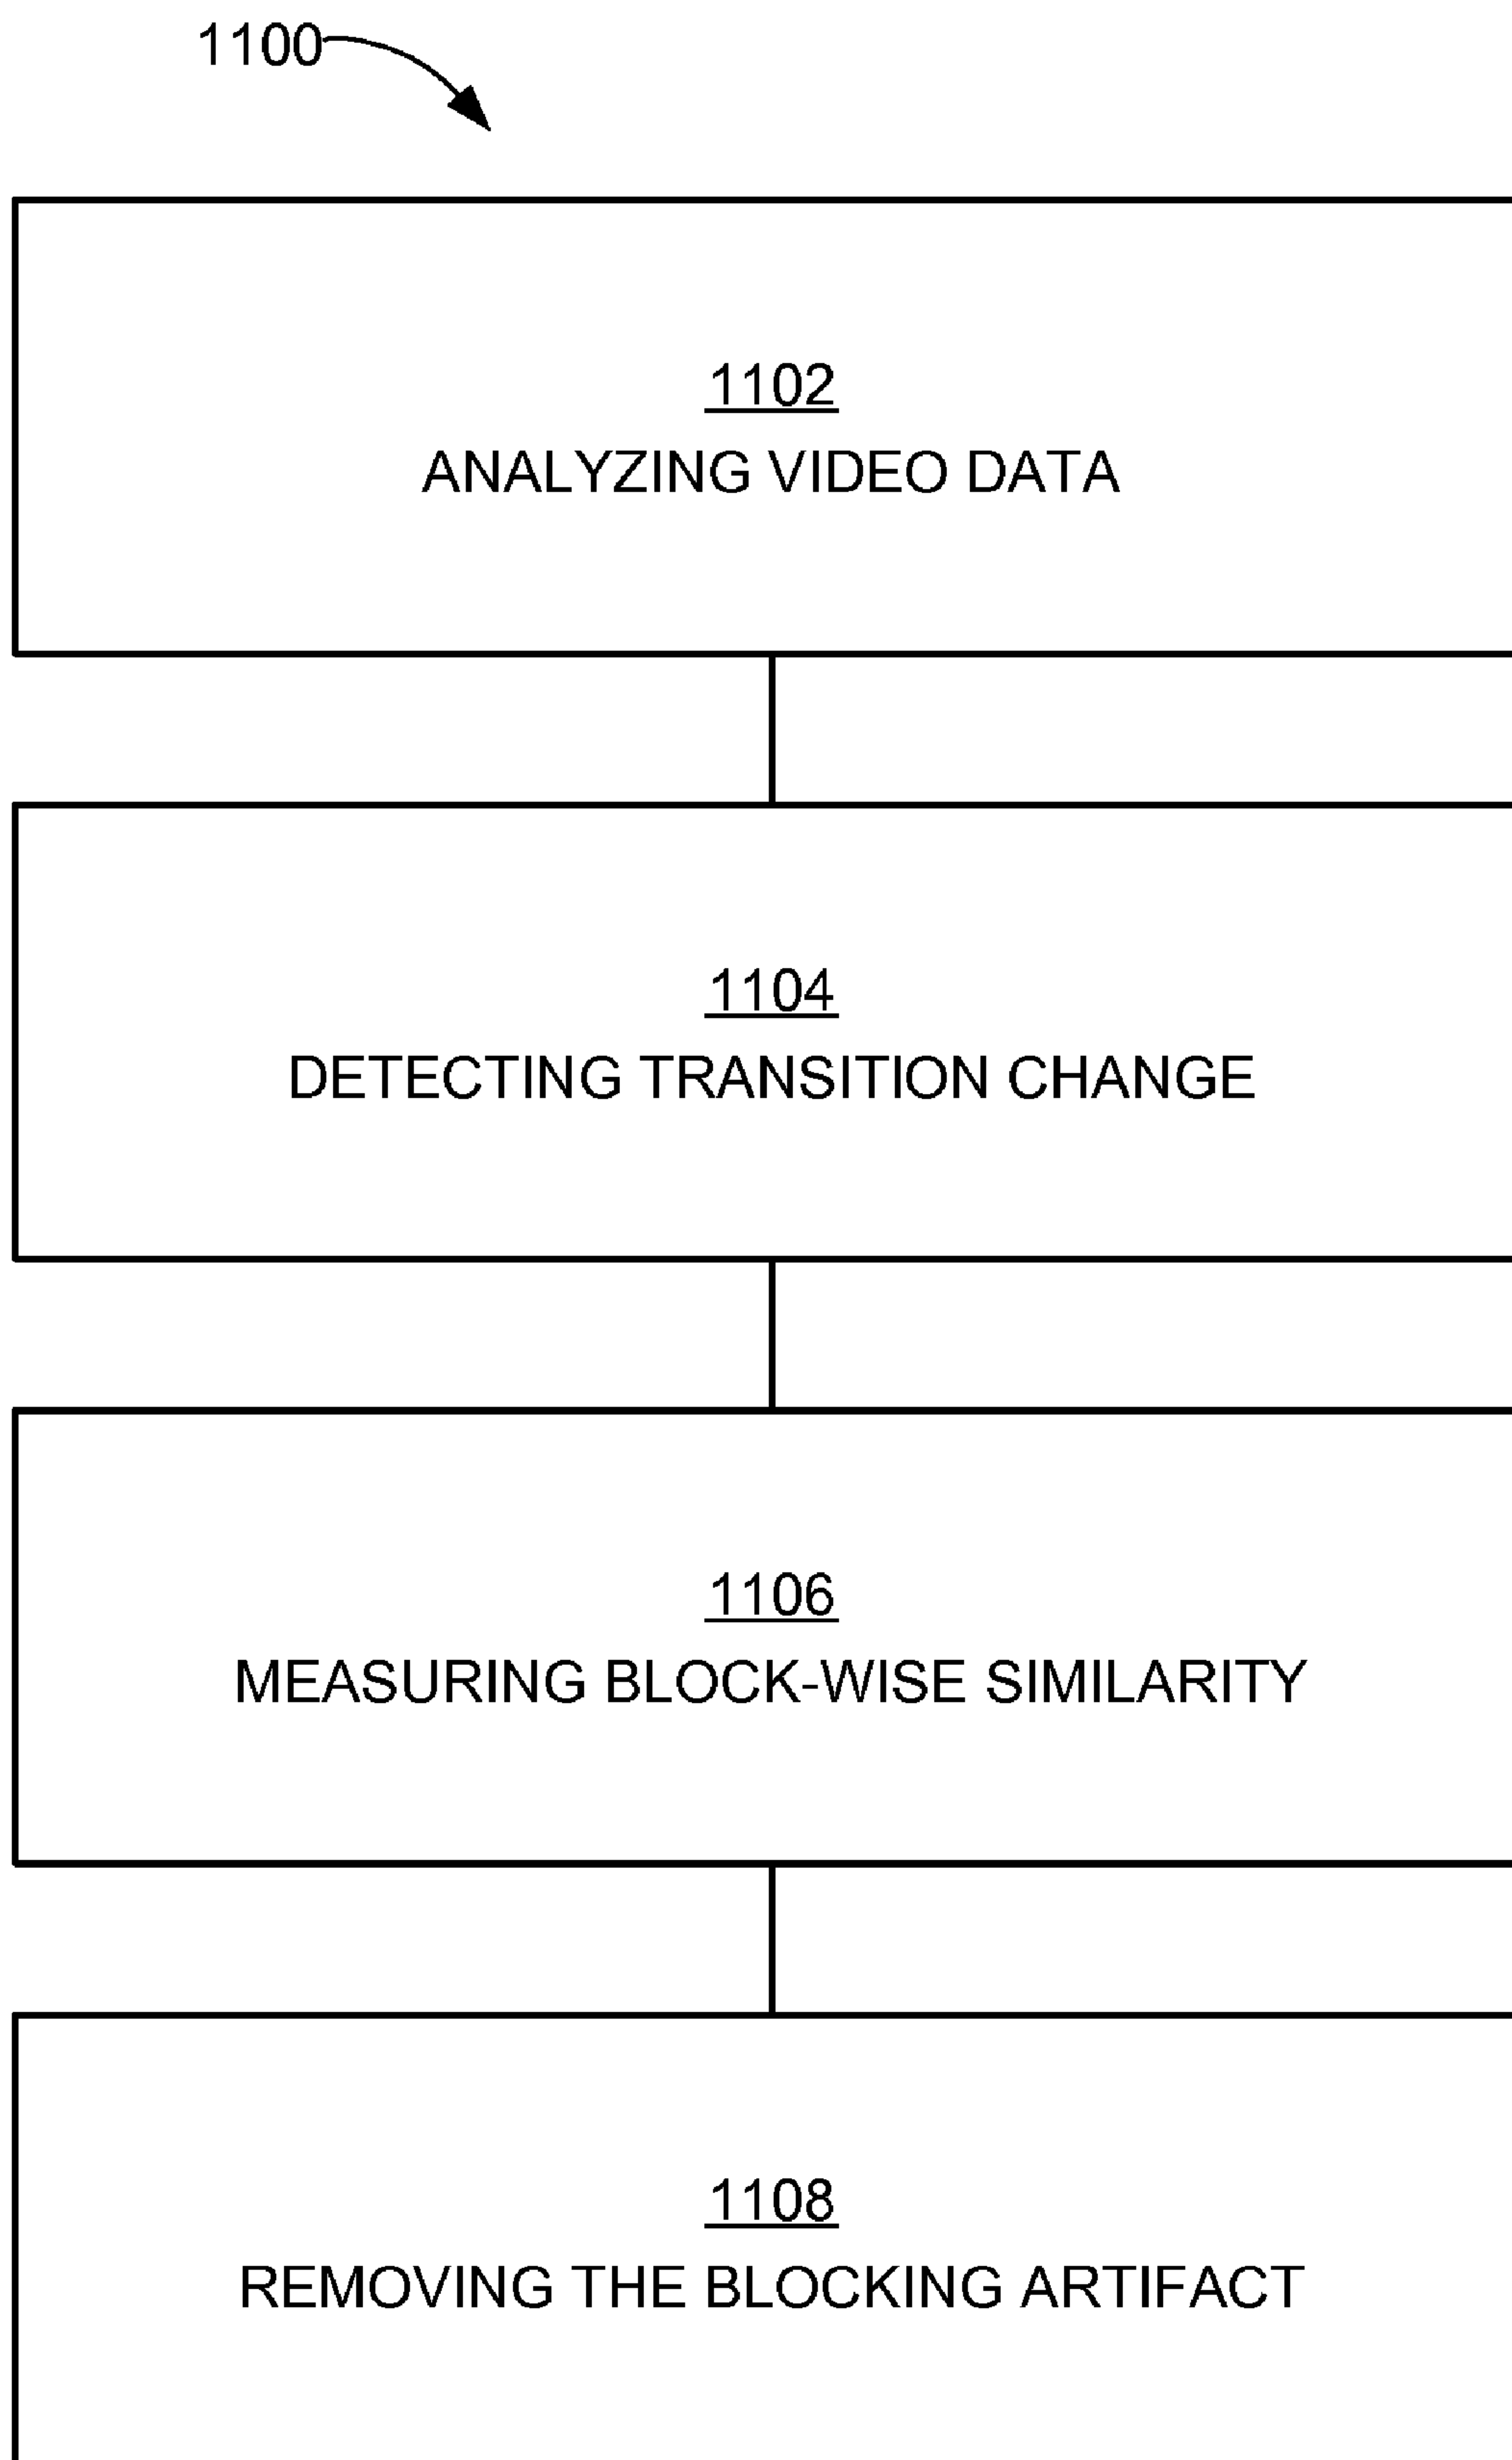 1100
1102
ANALYZING VIDEO DATA
1104
DETECTING TRANSITION CHANGE
1106
MEASURING BLOCK-WISE SIMILARITY
1108
REMOVING THE BLOCKING ARTIFACT